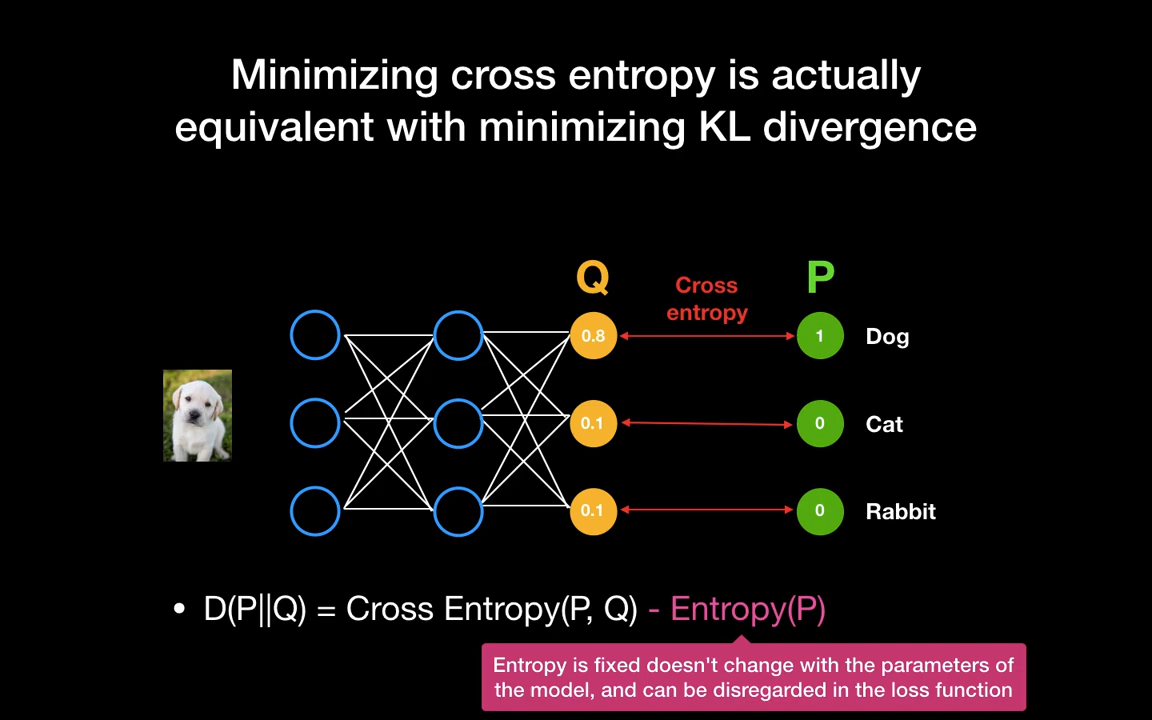 Minimizing cross entropy is actually
equivalent with minimizing KL divergence
Q
Cross
entropy
P
0.8
1
Dog
0.1
0
Cat
0.1
0
Rabbit
• D(P||Q) = Cross Entropy(P, Q) - Entropy(P)
Entropy is fixed doesn't change with the parameters of
the model, and can be disregarded in the loss function